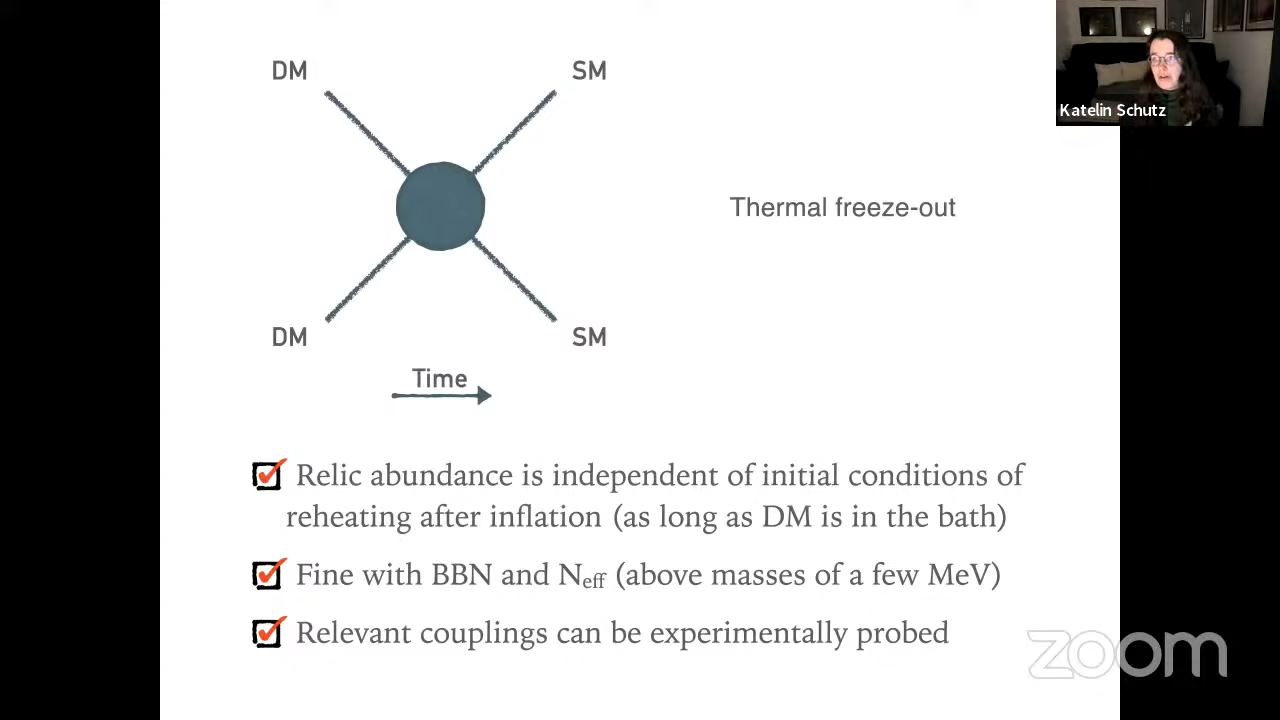 DM
SM
Katelin Schutz
Thermal freeze-out
DM
SM
Time
Relic abundance is independent of initial conditions of
reheating after inflation (as long as DM is in the bath)
Fine with BBN and Neff (above masses of a few MeV)
Relevant couplings can be experimentally probed
zoom